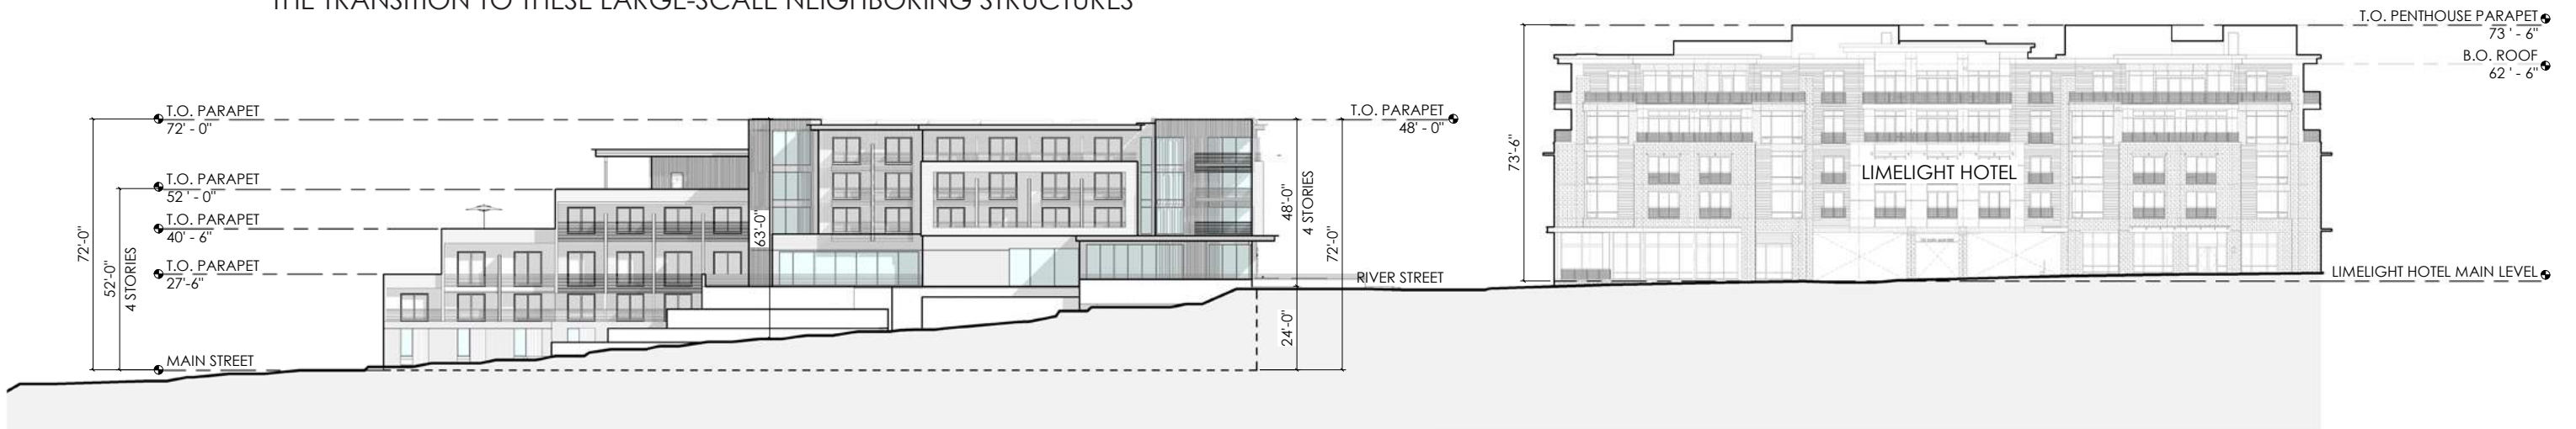 THE TRANSITION TO THESE LARGE-SCALE NEIGHBORING STRUCTURES
T.O. PENTHOUSE PARAPET
73 ' - 6"
B.O. ROOF
62 ' - 6"
T.O. PARAPET
72' - 0"
T.O. PARAPET
48' - 0"
T.O. PARAPET
52 ' - 0"
T.O. PARAPET
40' - 6"
T.O. PARAPET
27'-6"
MAIN STREET
72'-0"
52'-0"
4 STORIES
63'-0"
48'-0"
4 STORIES
72'-0"
24'-0"
RIVER STREET
73'-6"
LIMELIGHT HOTEL
LIMELIGHT HOTEL MAIN LEVEL